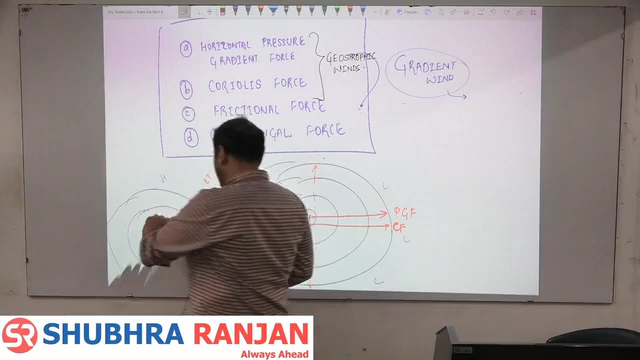 (a) HORIZONTAL PRESSURE
GRADIENT FORCE
(b) CORIOLIS FORCE
(c) FRICTIONAL FORCE
(d) GAL FORCE
GEOSTROPHIC
WINDS.
GRADIENT
WIND
H
L
PGF
CF
L
L
SR SHUBHRA RANJAN
Always Ahead